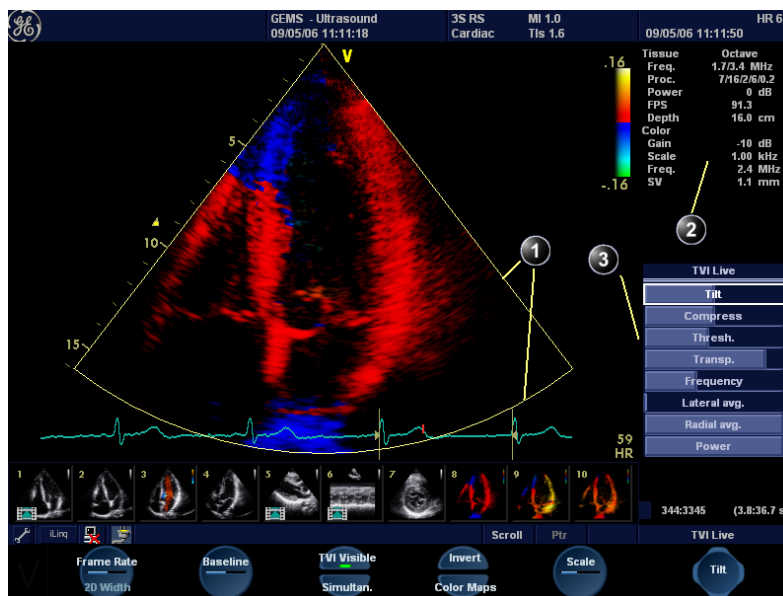 GEMS - Ultrasound
09/05/06 11:11:18
3S RS
Cardiac
MI 1.0
TIs 1.6
HR 6
09/05/06 11:11:50
V
.16
-.16
5
10
15
Tissue Octave
Freq. 1.7/3.4 MHz
Proc. 7/16/2/6/0.2
Power 0 dB
FPS 91.3
Depth 16.0 cm
Color
Gain -10 dB
Scale 1.00 kHz
Freq. 2.4 MHz
SV 1.1 mm
1
2
3
TVI Live
Tilt
Compress
Thresh.
Transp.
Frequency
Lateral avg.
Radial avg.
Power
59
HR
1
2
3
4
5
6
7
8
9
10
344:3345 (3.8:36.7 s
iLinq
Scroll
Ptr
TVI Live
Frame Rate
2D Width
Baseline
TVI Visible
Simultan.
Invert
Color Maps
Scale
Tilt